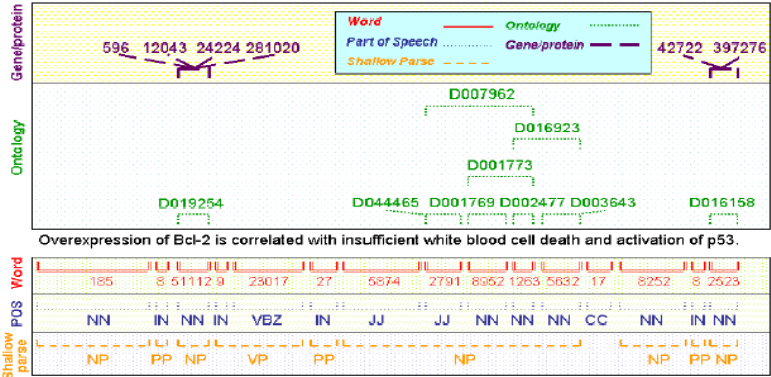 Word Ontology
Part of Speech Gene/protein
Shallow Parse
Gene/protein
596 12043 24224 281020 42722 397276
Ontology
D007962
D016923
D001773
D019254 D044465 D001769 D002477 D003643 D016158
Overexpression of Bcl-2 is correlated with insufficient white blood cell death and activation of p53.
Word
185 8 51112 9 23017 27 5874 2791 8952 1263 5632 17 8252 8 2523
POS
NN IN NN IN VBZ IN JJ JJ NN NN NN CC NN IN NN
Shallow parse
NP PP NP VP PP NP NP PP NP